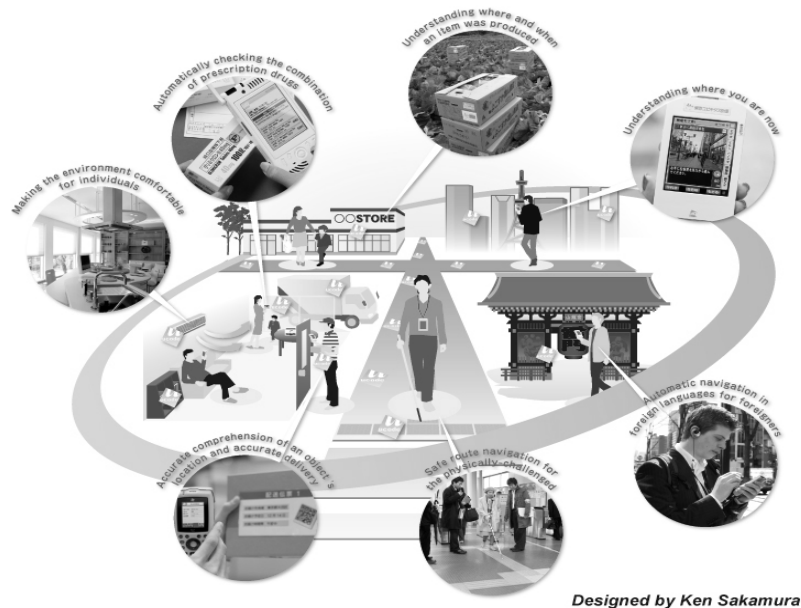 Understanding where and when
an item was produced
Automatically checking the combination
of prescription drugs
Understanding where you are now
Making the environment comfortable
for individuals
OOSTORE
Automatic navigation in
foreign languages for foreigners
Accurate comprehension of an object's
location and accurate delivery
Safe route navigation for
the physically-challenged
Designed by Ken Sakamura